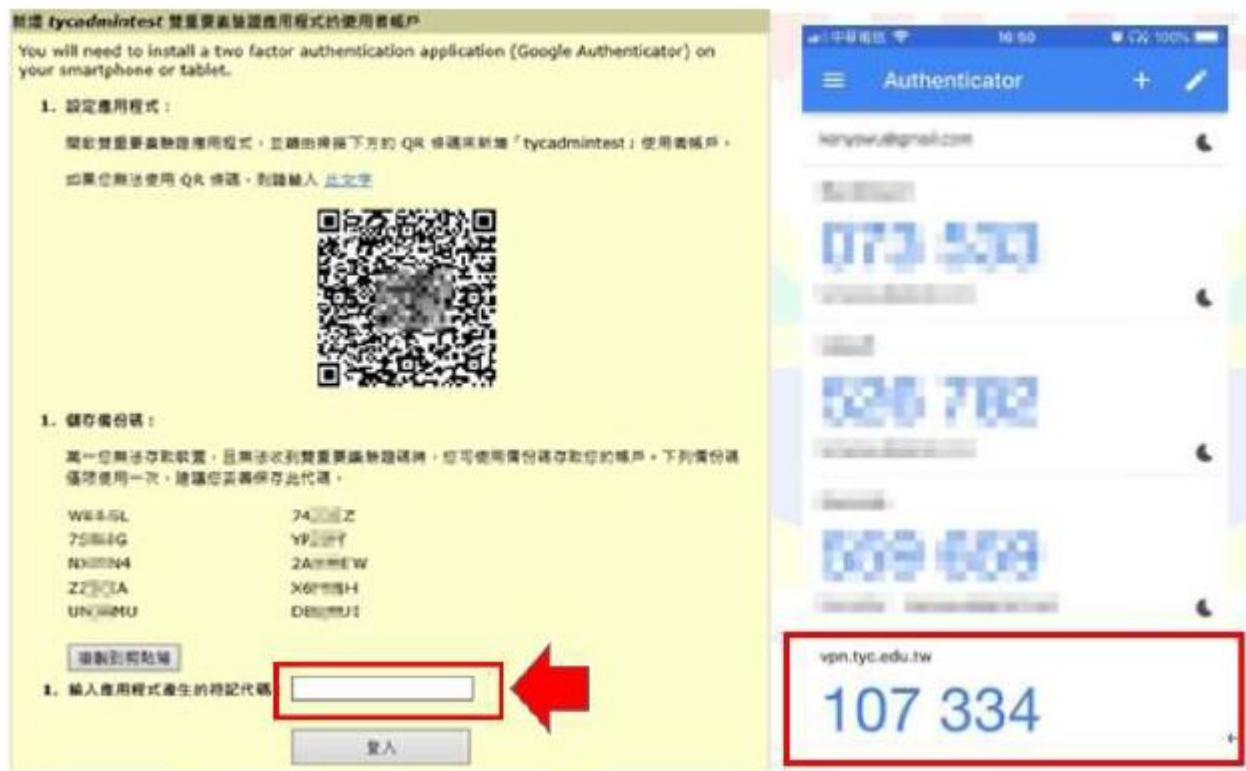 新增 tycadmintest 雙重要素驗證應用程式的使用者帳戶
You will need to install a two factor authentication application (Google Authenticator) on
your smartphone or tablet.
1. 設定應用程式：
開啟雙重要素驗證應用程式，並藉由掃描下方的 QR 條碼來新增「tycadmintest」使用者帳戶。
如果您無法使用 QR 條碼，則請輸入 此文字
1. 儲存備份碼：
萬一您無法存取裝置，且無法收到雙重要素驗證碼時，您可使用備份碼存取您的帳戶。下列備份碼
僅限使用一次，建議您妥善保存此代碼。
複製到剪貼簿
1. 輸入應用程式產生的符記代碼
登入
中華電信 16:50 100%
Authenticator
vpn.tyc.edu.tw
107 334